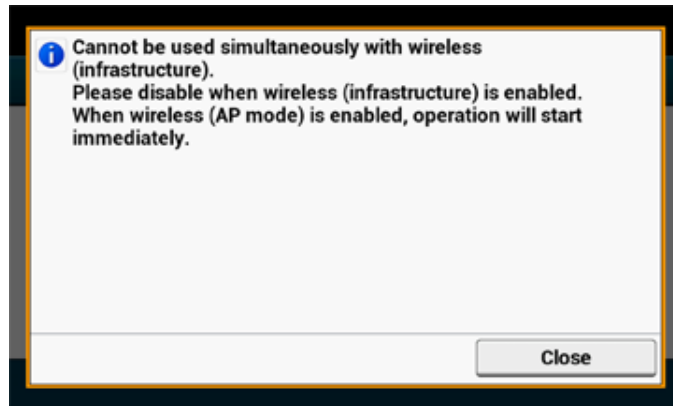 Cannot be used simultaneously with wireless
(infrastructure).
Please disable when wireless (infrastructure) is enabled.
When wireless (AP mode) is enabled, operation will start
immediately.
Close